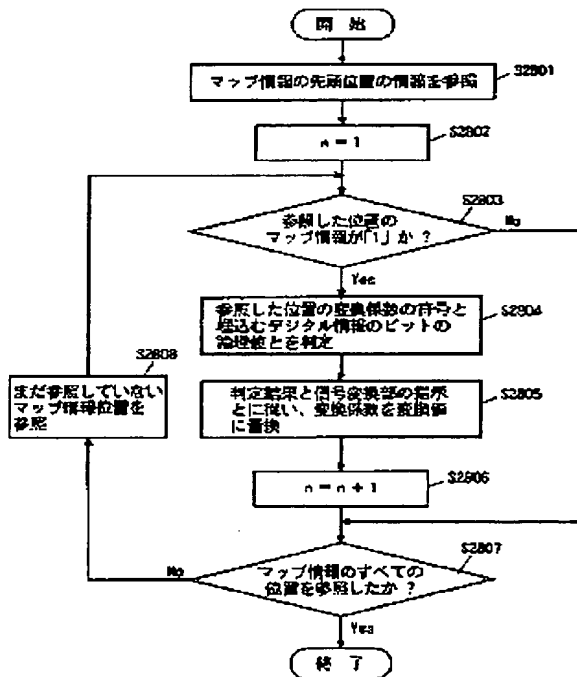 開 始
マップ情報の先頭位置の情報を参照
S2801
n = 1
S2802
参照した位置の
マップ情報が「1」か ?
S2803
No
Yes
参照した位置の変換係数の符号と
埋込むデジタル情報のビットの
論理値とを判定
S2804
判定結果と信号変換部の指示
とに従い、変換係数を変換値
に置換
S2805
n = n + 1
S2806
マップ情報のすべての
位置を参照したか ?
S2807
No
Yes
まだ参照していない
マップ情報位置を
参照
S2808
終 了